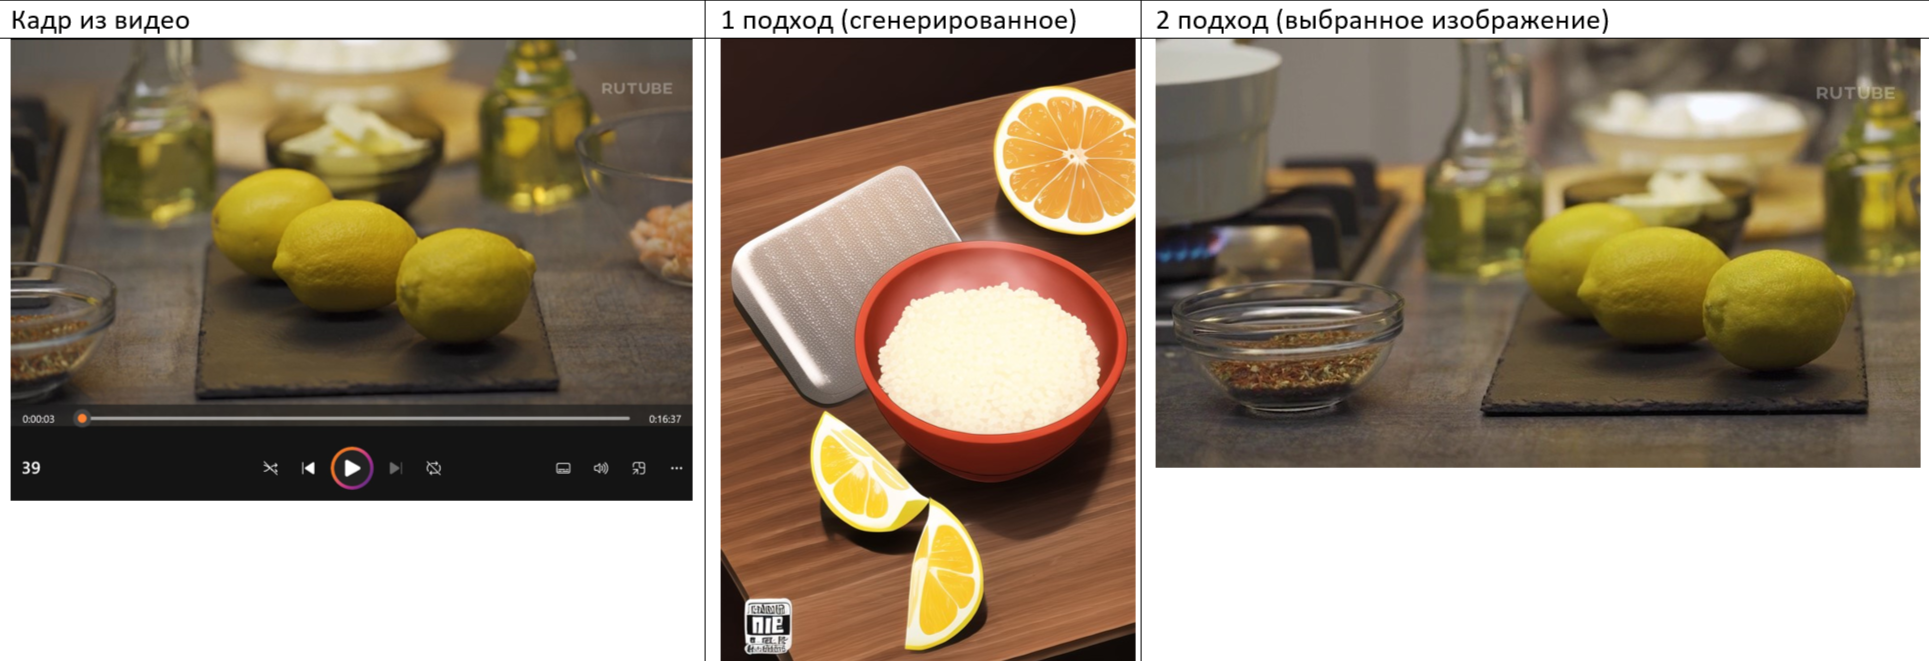 Кадр из видео
1 подход (сгенерированное)
2 подход (выбранное изображение)
RUTUBE
0:00:03
0:16:37
39
RUTUBE